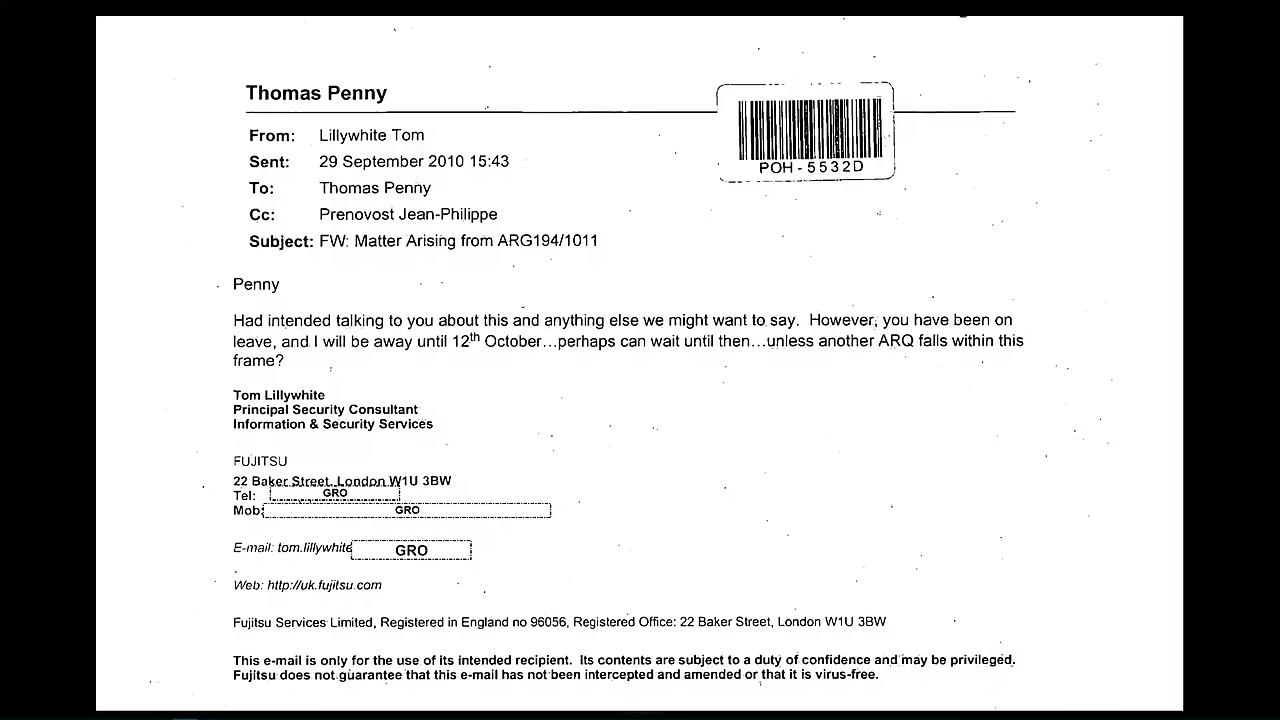 Thomas Penny
POH-5532D
From: Lillywhite Tom
Sent: 29 September 2010 15:43
To: Thomas Penny
Cc: Prenovost Jean-Philippe
Subject: FW: Matter Arising from ARG194/1011
Penny
Had intended talking to you about this and anything else we might want to say. However, you have been on
leave, and I will be away until 12th October…perhaps can wait until then…unless another ARQ falls within this
frame?
Tom Lillywhite
Principal Security Consultant
Information & Security Services
FUJITSU
22 Baker Street, London W1U 3BW
Tel: GRO
Mob: GRO
E-mail: tom.lillywhite GRO
Web: http://uk.fujitsu.com
Fujitsu Services Limited, Registered in England no 96056, Registered Office: 22 Baker Street, London W1U 3BW
This e-mail is only for the use of its intended recipient. Its contents are subject to a duty of confidence and may be privileged.
Fujitsu does not guarantee that this e-mail has not been intercepted and amended or that it is virus-free.